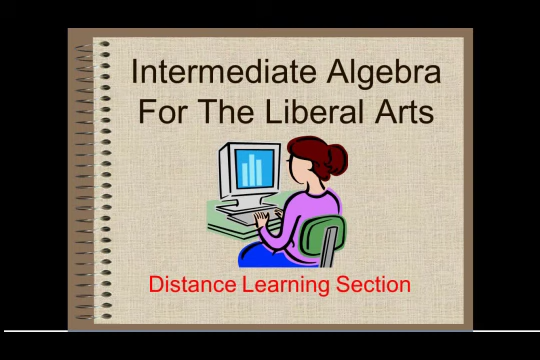 Intermediate Algebra
For The Liberal Arts
Distance Learning Section